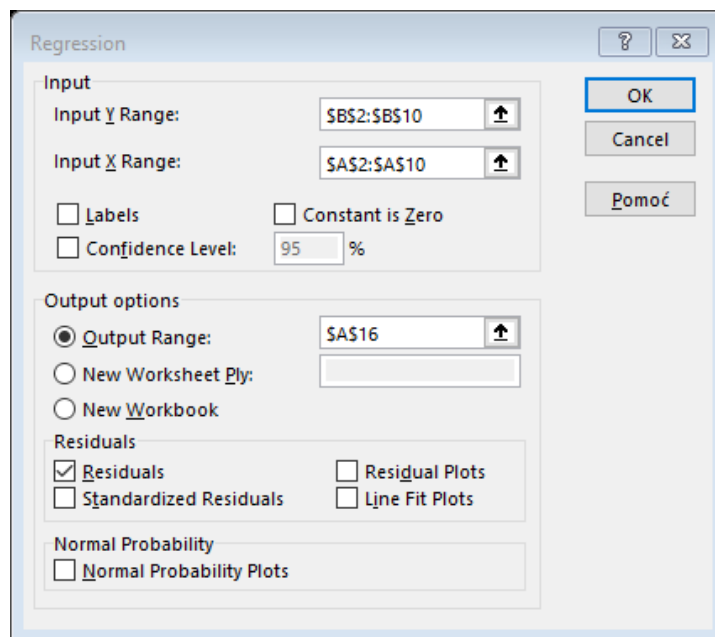 Regression
Input
Input Y Range: $B$2:$B$10
Input X Range: $A$2:$A$10
Labels Constant is Zero
Confidence Level: 95 %
Output options
Output Range: $A$16
New Worksheet Ply:
New Workbook
Residuals
Residuals Residual Plots
Standardized Residuals Line Fit Plots
Normal Probability
Normal Probability Plots
?
OK
Cancel
Pomoć